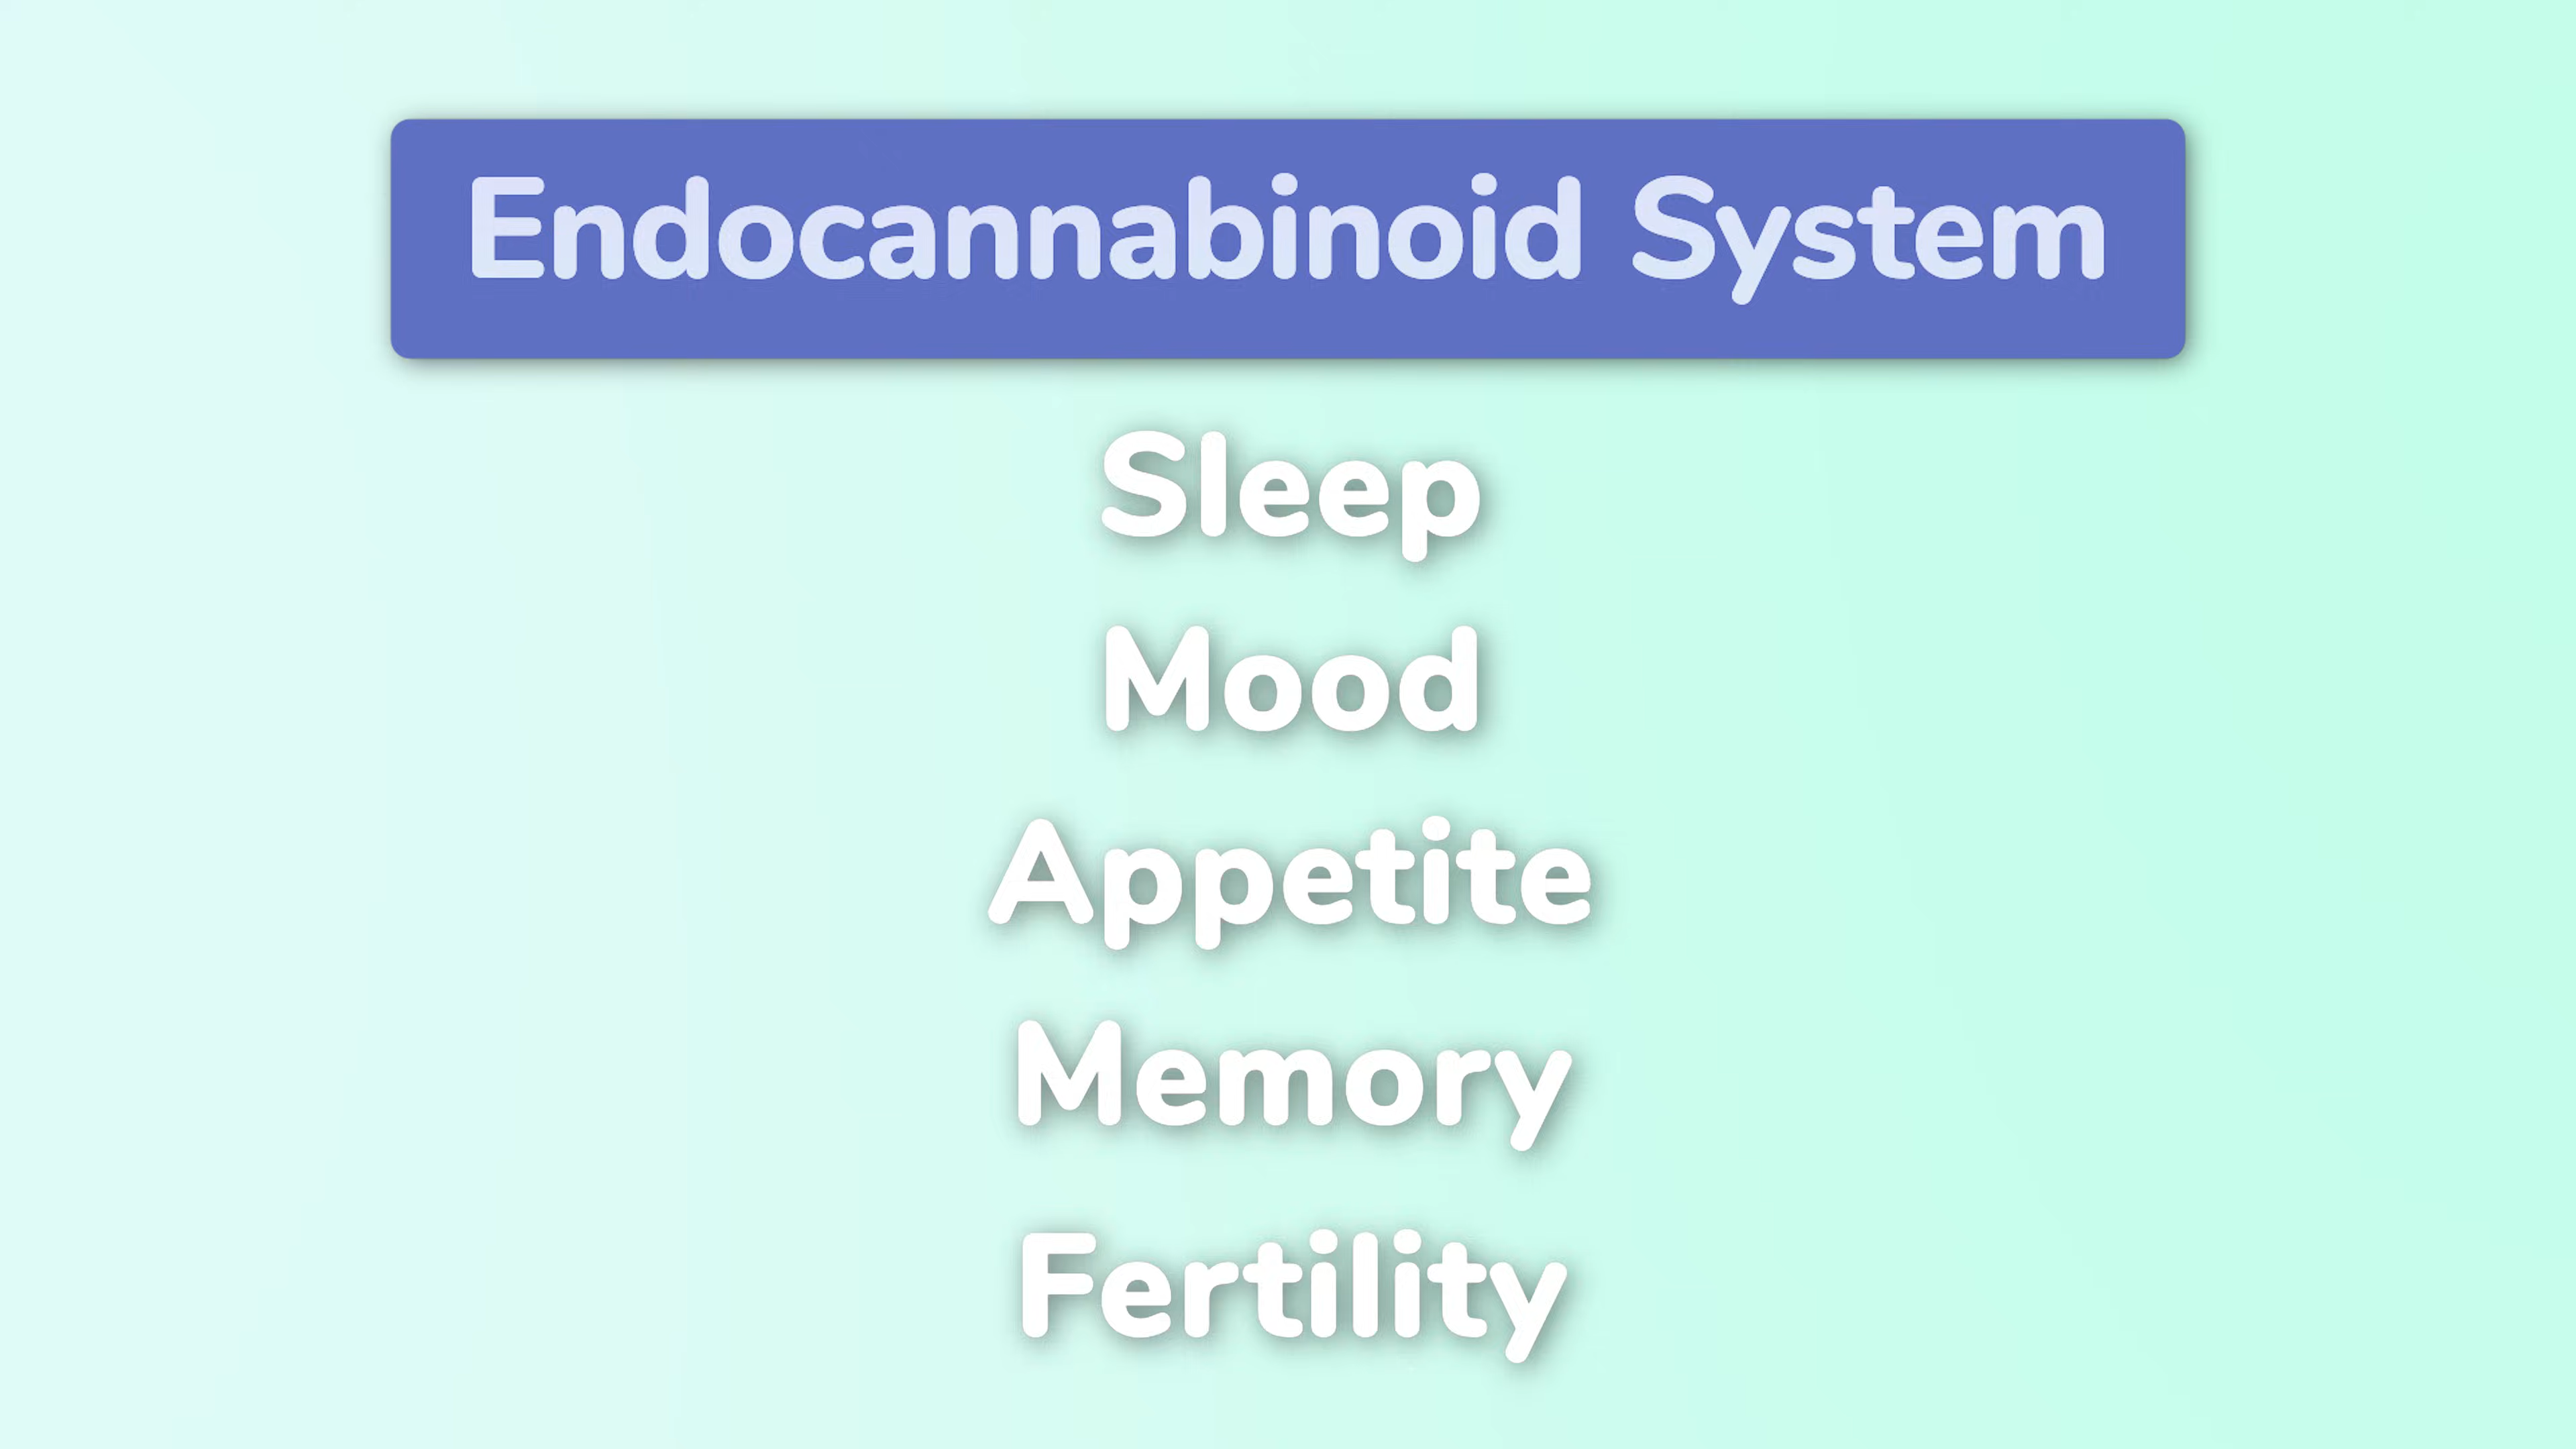 Endocannabinoid System
Sleep
Mood
Appetite
Memory
Fertility